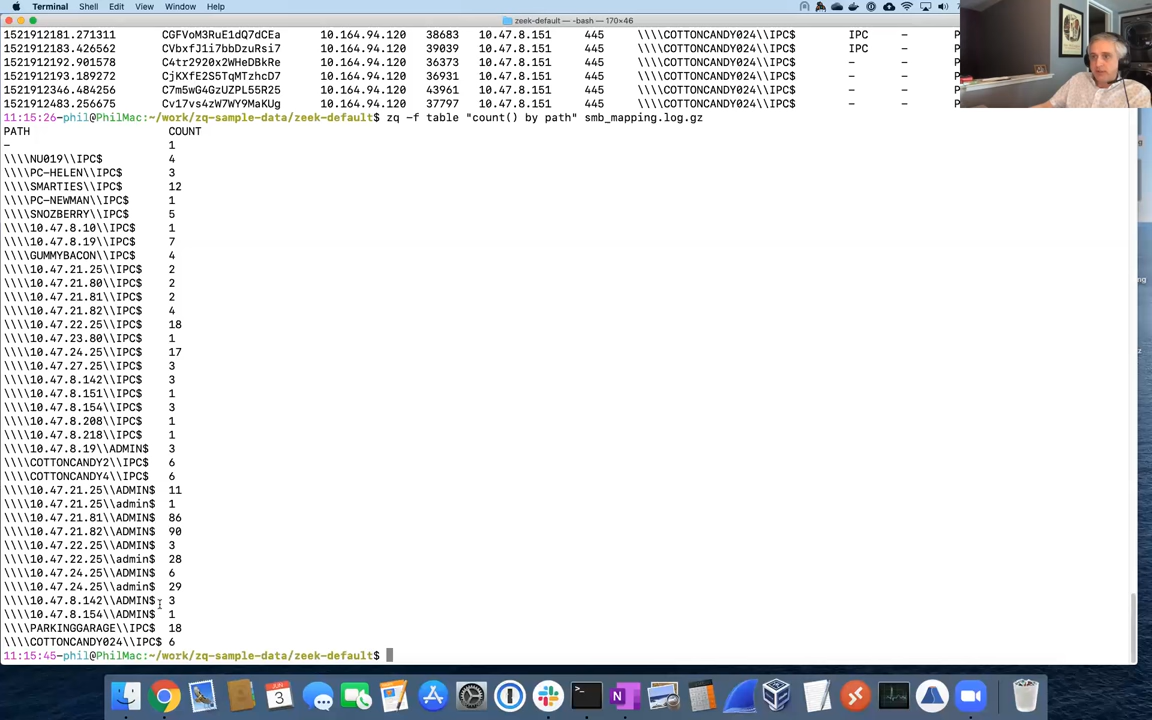 Terminal Shell Edit View Window Help
zeek-default — -bash — 170×46
1521912181.271311 CGFVoM3RuE1dQ7dCEa 10.164.94.120 38683 10.47.8.151 445 \\\\COTTONCANDY024\\IPC$ IPC –
1521912183.426562 CVbxfJ1i7bbDzuRsi7 10.164.94.120 39039 10.47.8.151 445 \\\\COTTONCANDY024\\IPC$ IPC –
1521912192.901578 C4tr2920x2WHeDBkRe 10.164.94.120 36373 10.47.8.151 445 \\\\COTTONCANDY024\\IPC$ – – P
1521912193.189272 CjKXfE2S5TqMTzhcD7 10.164.94.120 36931 10.47.8.151 445 \\\\COTTONCANDY024\\IPC$ – – P
1521912346.484256 C7m5wG4GzUZPL55R25 10.164.94.120 43961 10.47.8.151 445 \\\\COTTONCANDY024\\IPC$ – – P
1521912483.256675 Cv17vs4zW7WY9MaKUg 10.164.94.120 37797 10.47.8.151 445 \\\\COTTONCANDY024\\IPC$ – – P
11:15:26-phil@PhilMac:~/work/zq-sample-data/zeek-default$ zq -f table "count() by path" smb_mapping.log.gz
PATH COUNT
– 1
\\\\NU019\\IPC$ 4
\\\\PC-HELEN\\IPC$ 3
\\\\SMARTIES\\IPC$ 12
\\\\PC-NEWMAN\\IPC$ 1
\\\\SNOZBERRY\\IPC$ 5
\\\\10.47.8.10\\IPC$ 1
\\\\10.47.8.19\\IPC$ 7
\\\\GUMMYBACON\\IPC$ 4
\\\\10.47.21.25\\IPC$ 2
\\\\10.47.21.80\\IPC$ 2
\\\\10.47.21.81\\IPC$ 2
\\\\10.47.21.82\\IPC$ 4
\\\\10.47.22.25\\IPC$ 18
\\\\10.47.23.80\\IPC$ 1
\\\\10.47.24.25\\IPC$ 17
\\\\10.47.27.25\\IPC$ 3
\\\\10.47.8.142\\IPC$ 3
\\\\10.47.8.151\\IPC$ 1
\\\\10.47.8.154\\IPC$ 3
\\\\10.47.8.208\\IPC$ 1
\\\\10.47.8.218\\IPC$ 1
\\\\10.47.8.19\\ADMIN$ 3
\\\\COTTONCANDY2\\IPC$ 6
\\\\COTTONCANDY4\\IPC$ 6
\\\\10.47.21.25\\ADMIN$ 11
\\\\10.47.21.25\\admin$ 1
\\\\10.47.21.81\\ADMIN$ 86
\\\\10.47.21.82\\ADMIN$ 90
\\\\10.47.22.25\\ADMIN$ 3
\\\\10.47.22.25\\admin$ 28
\\\\10.47.24.25\\ADMIN$ 6
\\\\10.47.24.25\\admin$ 29
\\\\10.47.8.142\\ADMIN$ 3
\\\\10.47.8.154\\ADMIN$ 1
\\\\PARKINGGARAGE\\IPC$ 18
\\\\COTTONCANDY024\\IPC$ 6
11:15:45-phil@PhilMac:~/work/zq-sample-data/zeek-default$
JUN
3